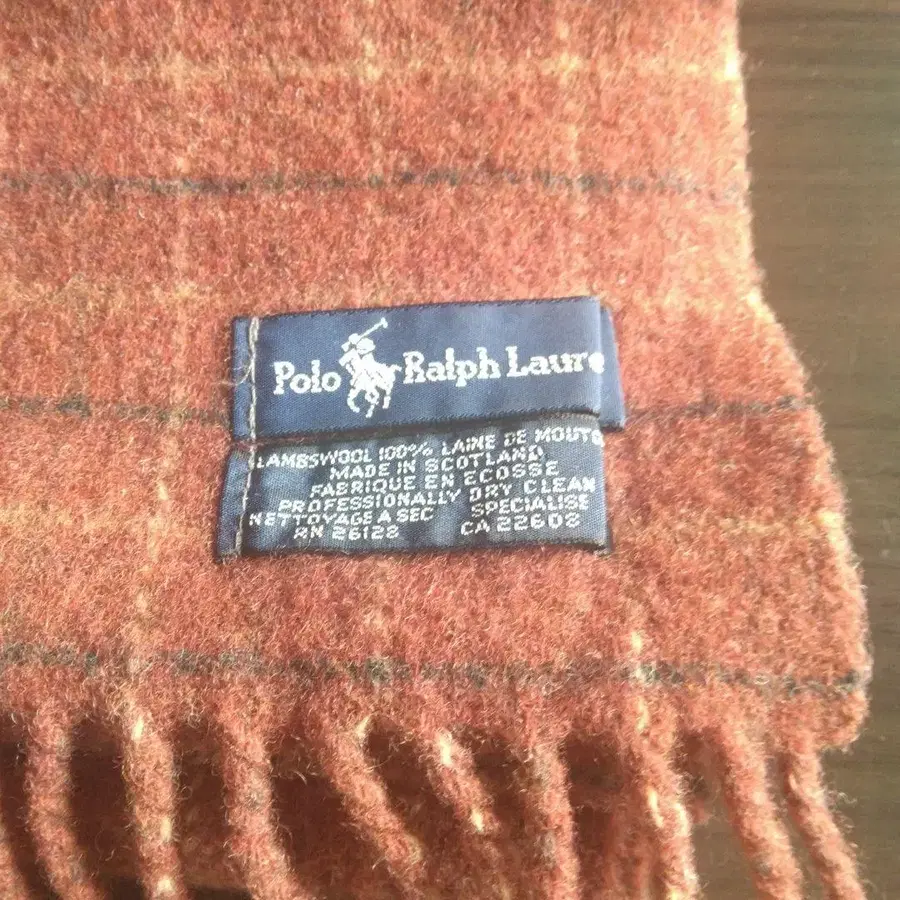 Polo Ralph Laure
LAMBSWOOL 100% LAINE DE MOUTO
MADE IN SCOTLAND
FABRIQUE EN ECOSSE
PROFESSIONALLY DRY CLEAN
NETTOYAGE A SEC SPECIALISE
RN 26122 CA 22602